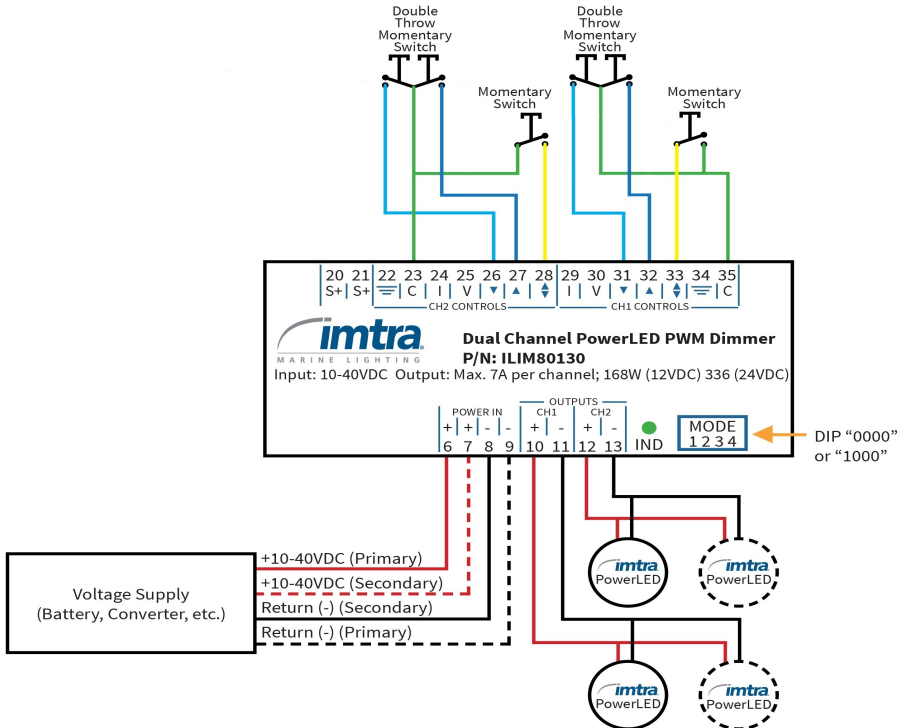 Double
Throw
Momentary
Switch
Double
Throw
Momentary
Switch
Momentary
Switch
Momentary
Switch
20 21 22 23 24 25 26 27 28 29 30 31 32 33 34 35
S+ S+ C I V ▼ ▲ I V ▼ ▲ C
CH2 CONTROLS CH1 CONTROLS
imtra
MARINE LIGHTING
Dual Channel PowerLED PWM Dimmer
P/N: ILIM80130
Input: 10-40VDC Output: Max. 7A per channel; 168W (12VDC) 336 (24VDC)
OUTPUTS
POWER IN CH1 CH2
+ + - - + - + -
6 7 8 9 10 11 12 13
IND
MODE
1 2 3 4
DIP “0000”
or “1000”
Voltage Supply
(Battery, Converter, etc.)
+10-40VDC (Primary)
+10-40VDC (Secondary)
Return (-) (Secondary)
Return (-) (Primary)
imtra
PowerLED
imtra
PowerLED
imtra
PowerLED
imtra
PowerLED